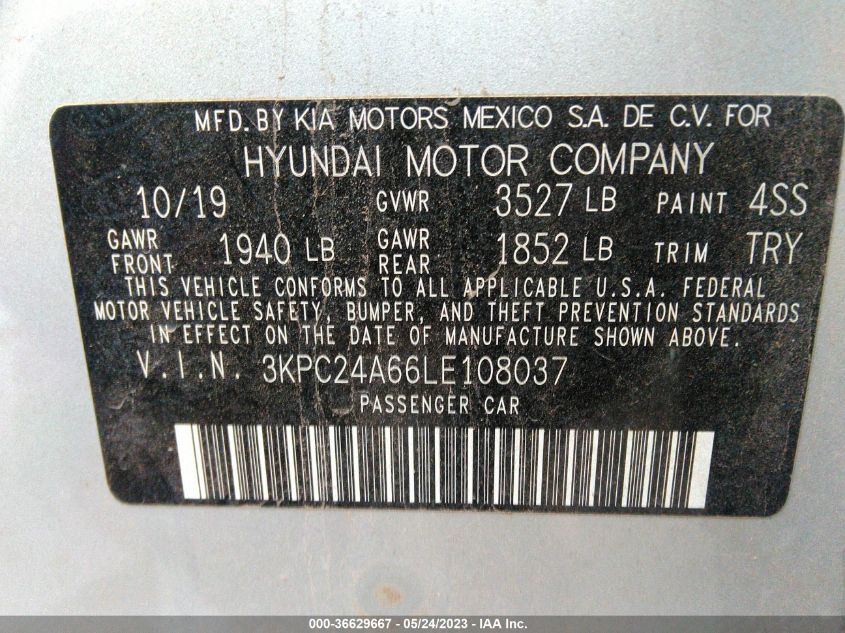 MFD. BY KIA MOTORS MEXICO S.A. DE C.V. FOR
HYUNDAI MOTOR COMPANY
10/19 GVWR 3527 LB PAINT 4SS
GAWR FRONT 1940 LB GAWR REAR 1852 LB TRIM TRY
THIS VEHICLE CONFORMS TO ALL APPLICABLE U.S.A. FEDERAL
MOTOR VEHICLE SAFETY, BUMPER, AND THEFT PREVENTION STANDARDS
IN EFFECT ON THE DATE OF MANUFACTURE SHOWN ABOVE.
V.I.N. 3KPC24A66LE108037
PASSENGER CAR
000-36629667 - 05/24/2023 - IAA Inc.